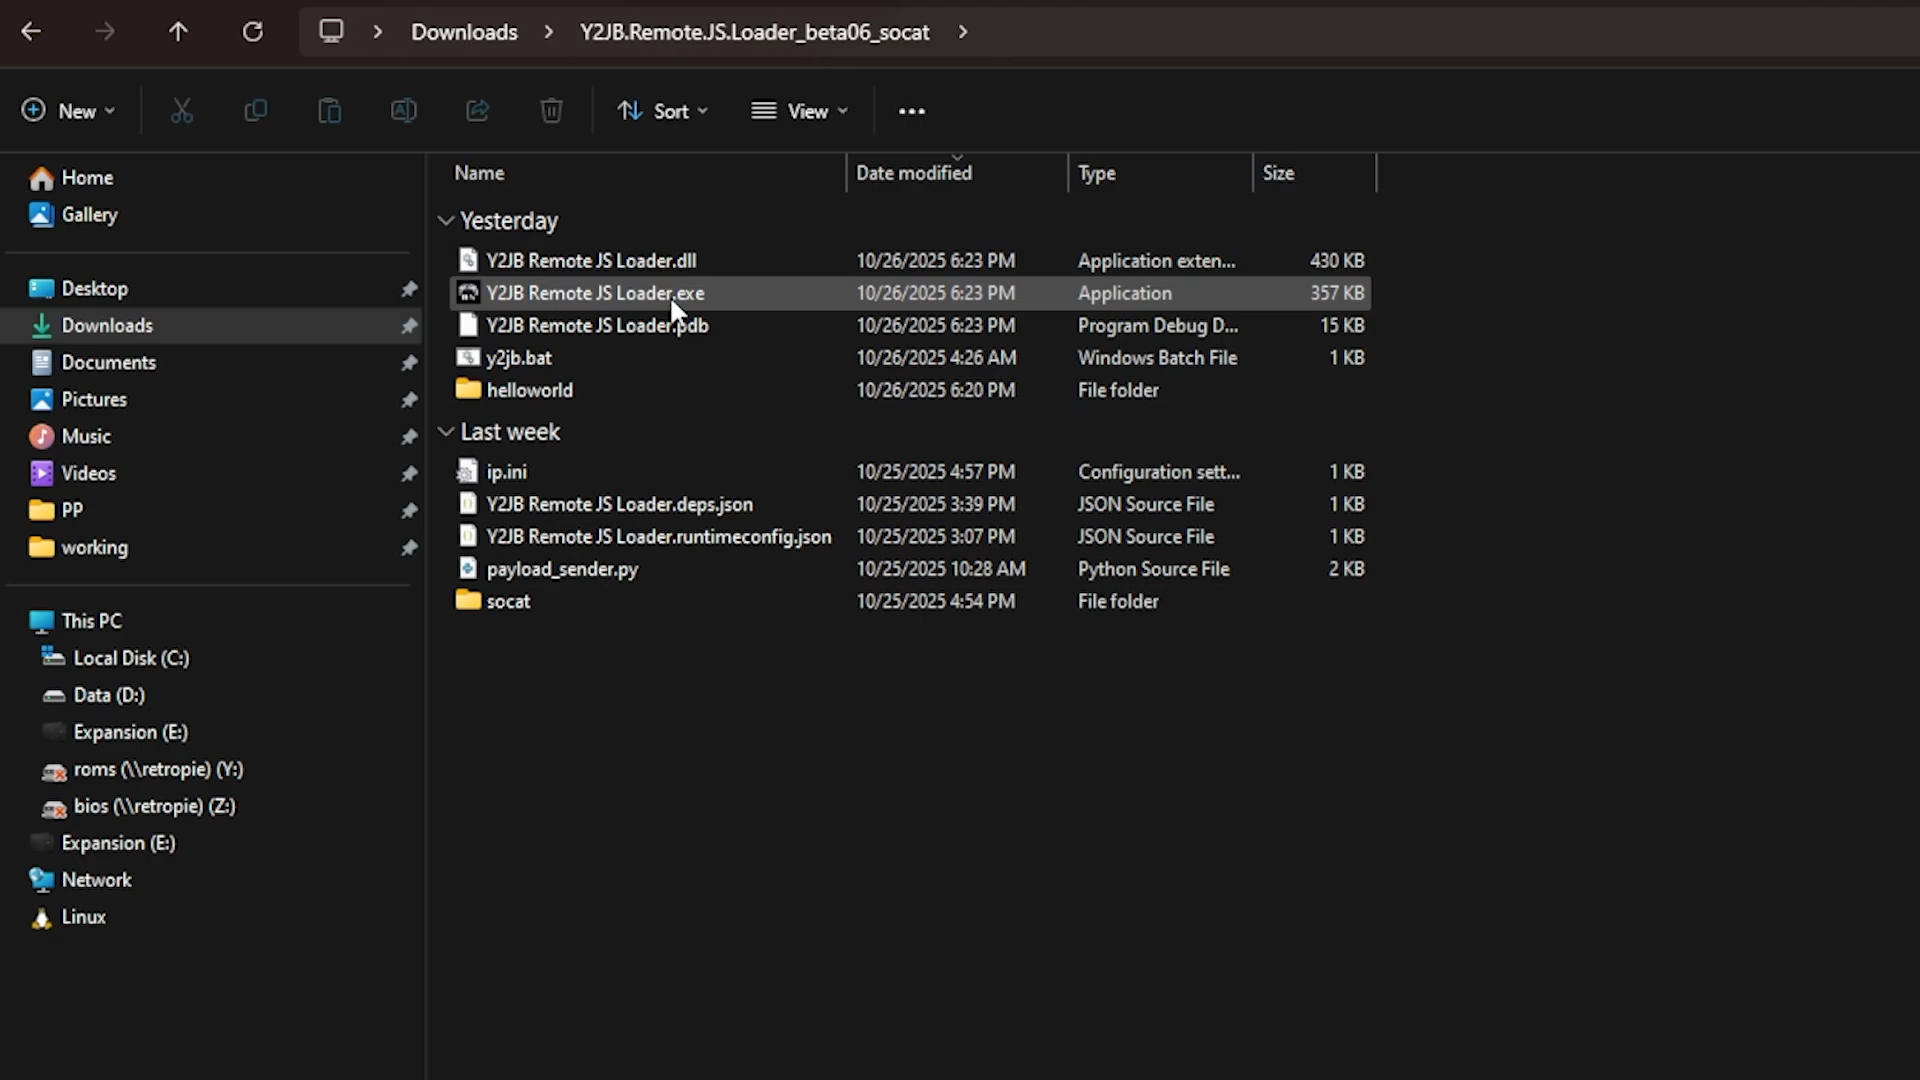 Downloads > Y2JB.Remote.JS.Loader_beta06_socat >
New Sort View
Name Date modified Type Size
Home
Gallery
Desktop
Downloads
Documents
Pictures
Music
Videos
PP
working
This PC
Local Disk (C:)
Data (D:)
Expansion (E:)
roms (\\retropie) (Y:)
bios (\\retropie) (Z:)
Expansion (E:)
Network
Linux
Yesterday
Y2JB Remote JS Loader.dll 10/26/2025 6:23 PM Application exten... 430 KB
Y2JB Remote JS Loader.exe 10/26/2025 6:23 PM Application 357 KB
Y2JB Remote JS Loader.pdb 10/26/2025 6:23 PM Program Debug D... 15 KB
y2jb.bat 10/26/2025 4:26 AM Windows Batch File 1 KB
helloworld 10/26/2025 6:20 PM File folder
Last week
ip.ini 10/25/2025 4:57 PM Configuration sett... 1 KB
Y2JB Remote JS Loader.deps.json 10/25/2025 3:39 PM JSON Source File 1 KB
Y2JB Remote JS Loader.runtimeconfig.json 10/25/2025 3:07 PM JSON Source File 1 KB
payload_sender.py 10/25/2025 10:28 AM Python Source File 2 KB
socat 10/25/2025 4:54 PM File folder